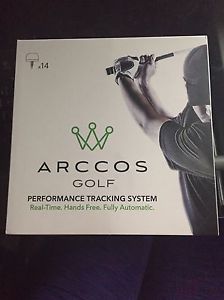 x14
ARCCOS
GOLF
PERFORMANCE TRACKING SYSTEM
Real-Time. Hands Free. Fully Automatic.